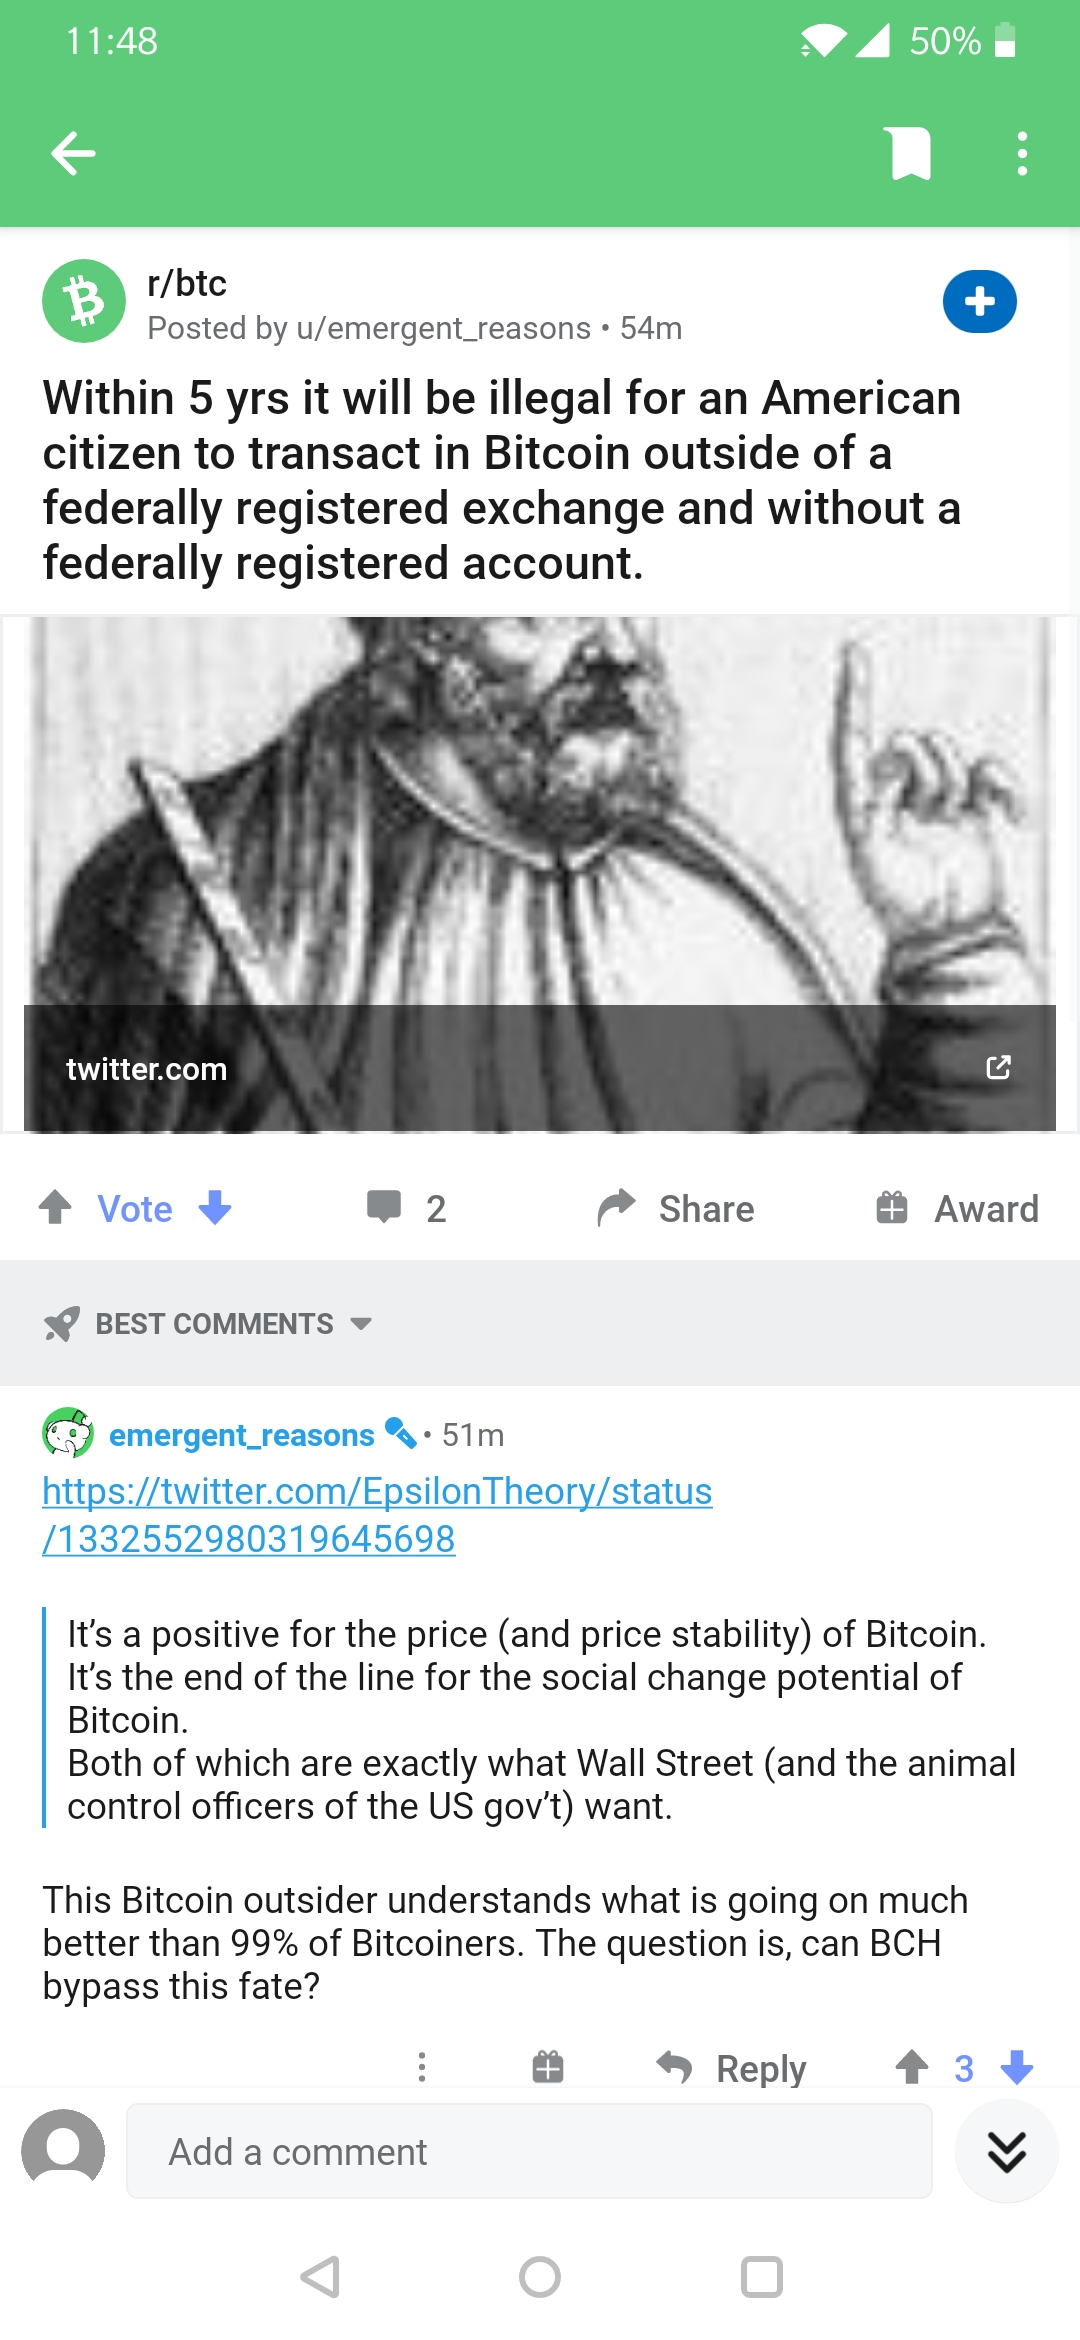 11:48
50%
r/btc
Posted by u/emergent_reasons • 54m
Within 5 yrs it will be illegal for an American
citizen to transact in Bitcoin outside of a
federally registered exchange and without a
federally registered account.
twitter.com
Vote
2
Share
Award
BEST COMMENTS
emergent_reasons • 51m
https://twitter.com/EpsilonTheory/status
/1332552980319645698
It’s a positive for the price (and price stability) of Bitcoin.
It’s the end of the line for the social change potential of
Bitcoin.
Both of which are exactly what Wall Street (and the animal
control officers of the US gov’t) want.
This Bitcoin outsider understands what is going on much
better than 99% of Bitcoiners. The question is, can BCH
bypass this fate?
Reply
3
Add a comment